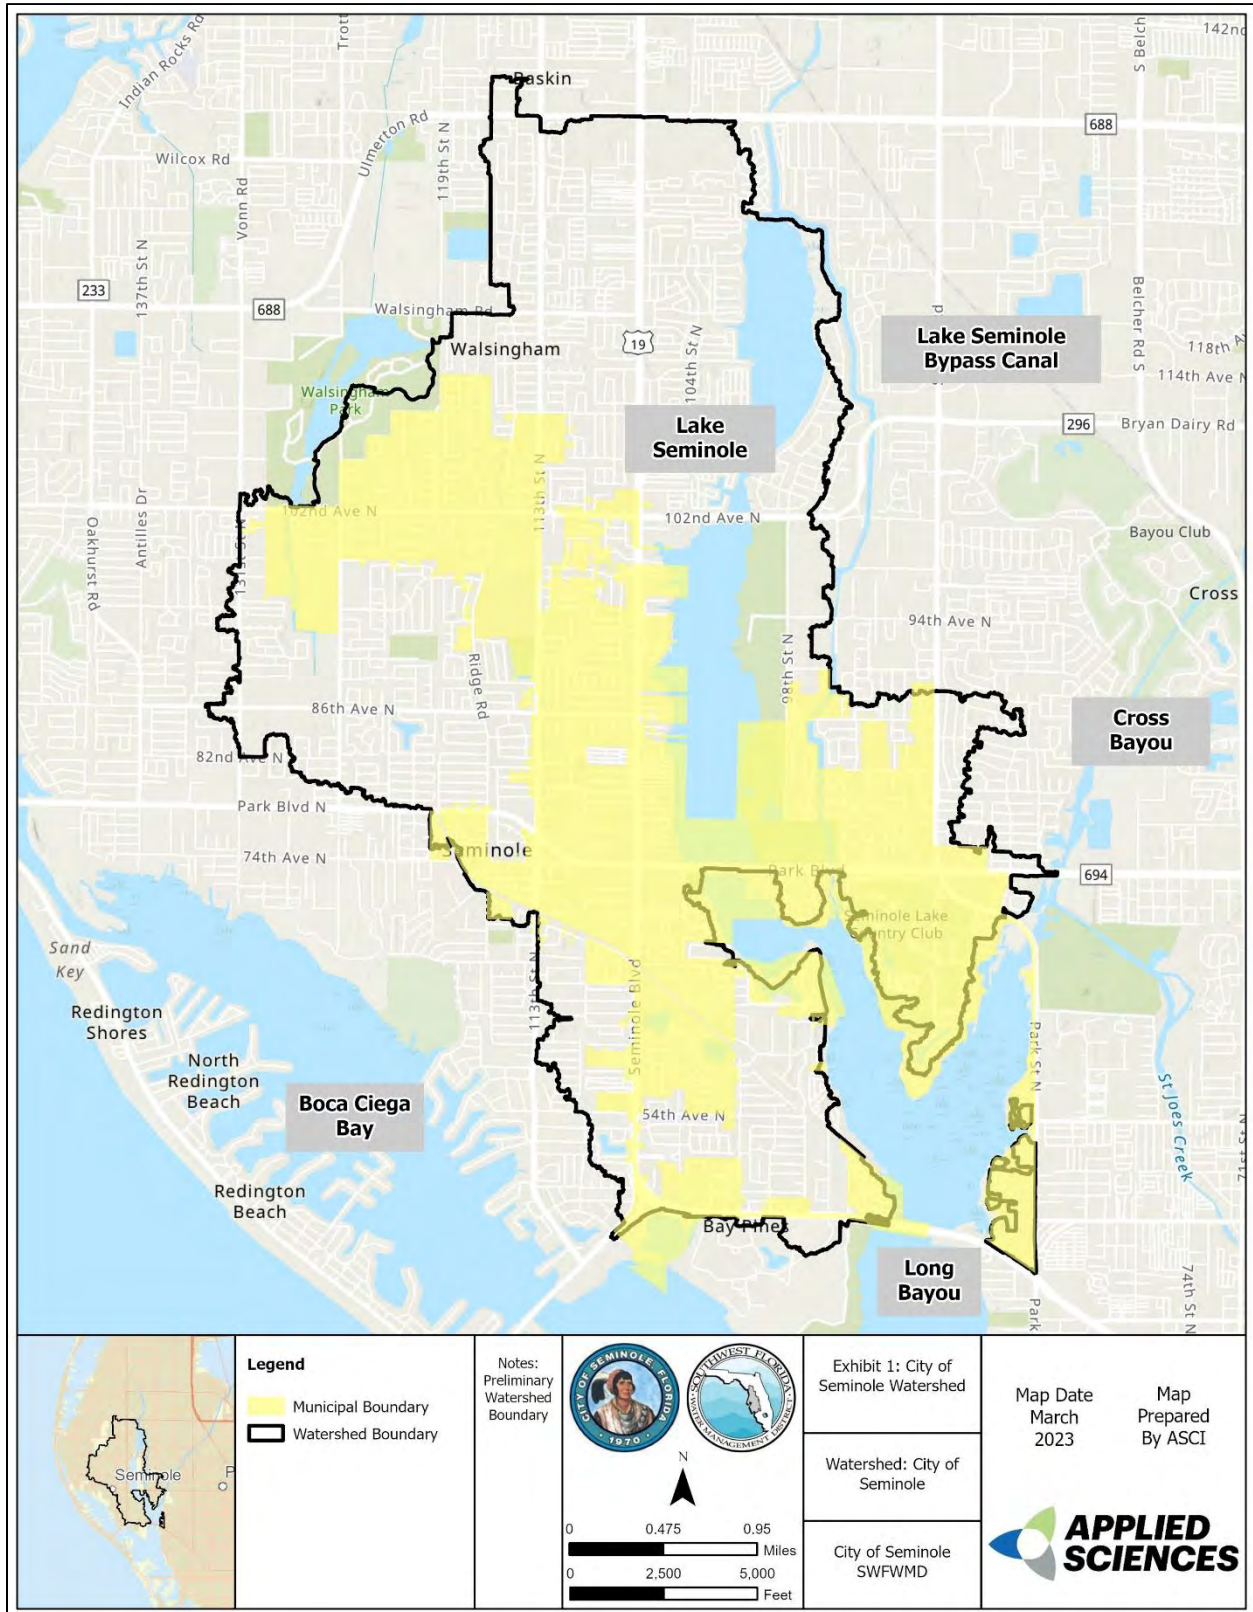 142nd
S Belch
Trott
Indian Rocks Rd
Baskin
Ulmerton Rd
119th St N
688
Wilcox Rd
Vonn Rd
137th St N
233
688
Walsingham Rd
Walsingham
19
104th St N
Lake Seminole
Bypass Canal
Belcher Rd S
118th A
114th Ave N
Walsingham
Park
Lake
Seminole
296
Bryan Dairy Rd
113th St N
Antilles Dr
102nd Ave N
102nd Ave N
Bayou Club
Oakhurst Rd
131st St N
Cross
94th Ave N
98th St N
Ridge Rd
86th Ave N
Cross
Bayou
82nd Ave N
Park Blvd N
74th Ave N
Seminole
Park Blvd
694
Seminole Lake
Country Club
Sand
Key
Seminole Blvd
113th St N
Redington
Shores
Park St N
North
Redington
Beach
Boca Ciega
Bay
54th Ave N
St Joes Creek
71st St N
Redington
Beach
Bay Pines
Long
Bayou
74th St N
Park
Seminole
P
Legend
Municipal Boundary
Watershed Boundary
Notes:
Preliminary
Watershed
Boundary
CITY OF SEMINOLE, FLORIDA
· 1970 ·
SOUTHWEST FLORIDA
WATER MANAGEMENT DISTRICT
N
0 0.475 0.95
Miles
0 2,500 5,000
Feet
Exhibit 1: City of
Seminole Watershed
Watershed: City of
Seminole
City of Seminole
SWFWMD
Map Date
March
2023
Map
Prepared
By ASCI
APPLIED
SCIENCES